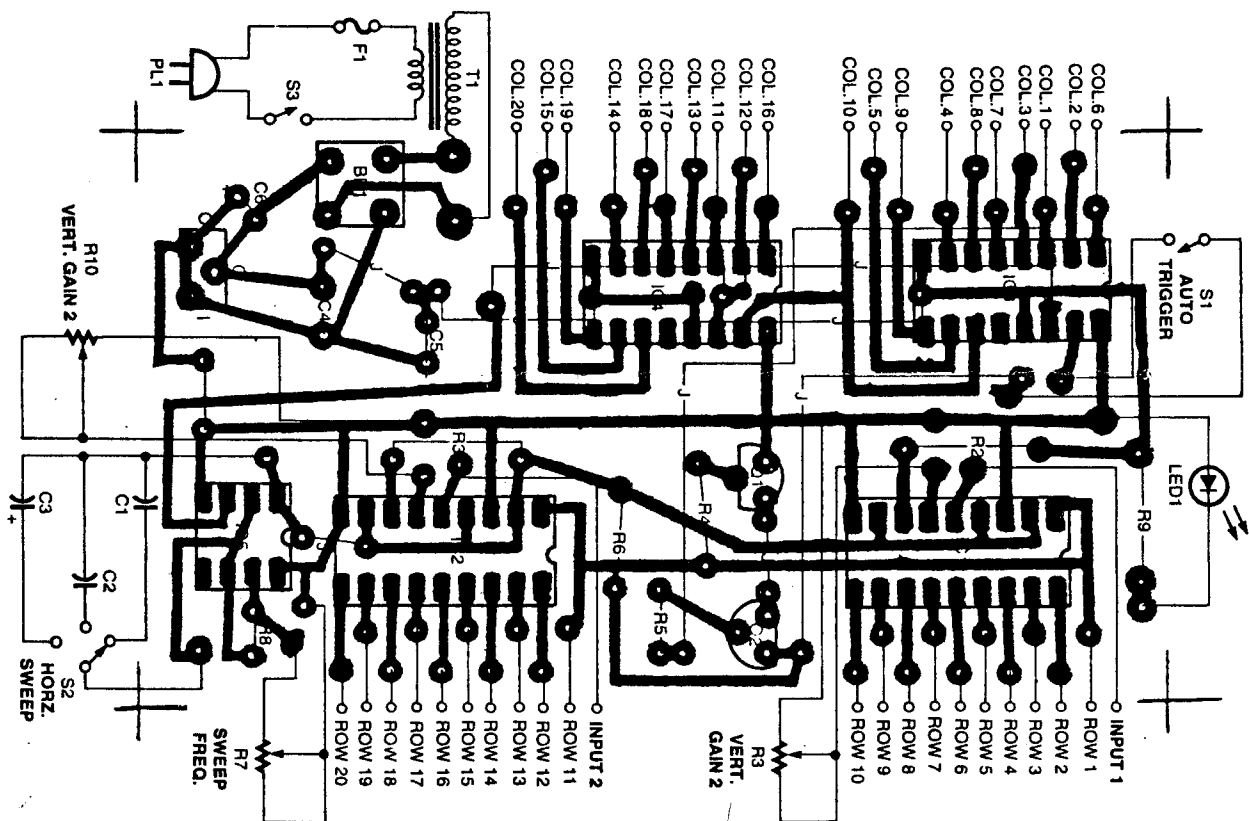 PL1
F1
S3
T1
COL.20
COL.15
COL.19
COL.14
COL.18
COL.17
COL.13
COL.11
COL.12
COL.16
COL.10
COL.5
COL.9
COL.4
COL.8
COL.7
COL.3
COL.1
COL.2
COL.6
S1
AUTO
TRIGGER
C6
C4
C5
J
J
IC4
J
J
J
J
J
J
R10
VERT. GAIN 2
LED1
R9
R3
R2
Q1
R4
R6
R5
R8
C3
+
C1
C2
S2
HORZ.
SWEEP
R7
SWEEP
FREQ.
ROW 20
ROW 19
ROW 18
ROW 17
ROW 16
ROW 15
ROW 14
ROW 13
ROW 12
ROW 11
INPUT 2
R3
VERT.
GAIN 2
ROW 10
ROW 9
ROW 8
ROW 7
ROW 6
ROW 5
ROW 4
ROW 3
ROW 2
ROW 1
INPUT 1